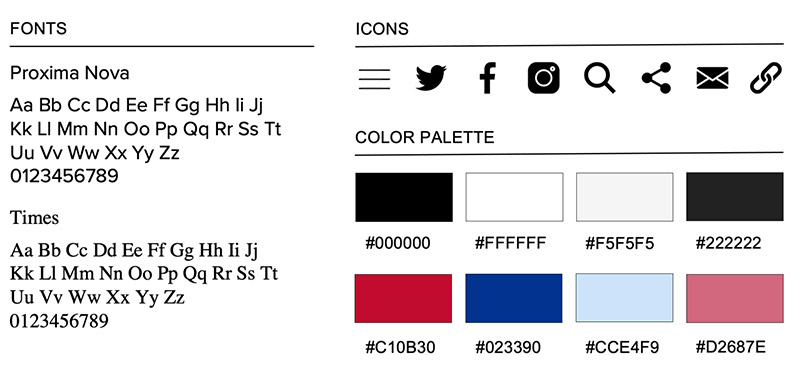 FONTS
Proxima Nova
Aa Bb Cc Dd Ee Ff Gg Hh Ii Jj
Kk Ll Mm Nn Oo Pp Qq Rr Ss Tt
Uu Vv Ww Xx Yy Zz
0123456789
Times
Aa Bb Cc Dd Ee Ff Gg Hh Ii Jj
Kk Ll Mm Nn Oo Pp Qq Rr Ss Tt
Uu Vv Ww Xx Yy Zz
0123456789
ICONS
COLOR PALETTE
#000000 #FFFFFF #F5F5F5 #222222
#C10B30 #023390 #CCE4F9 #D2687E